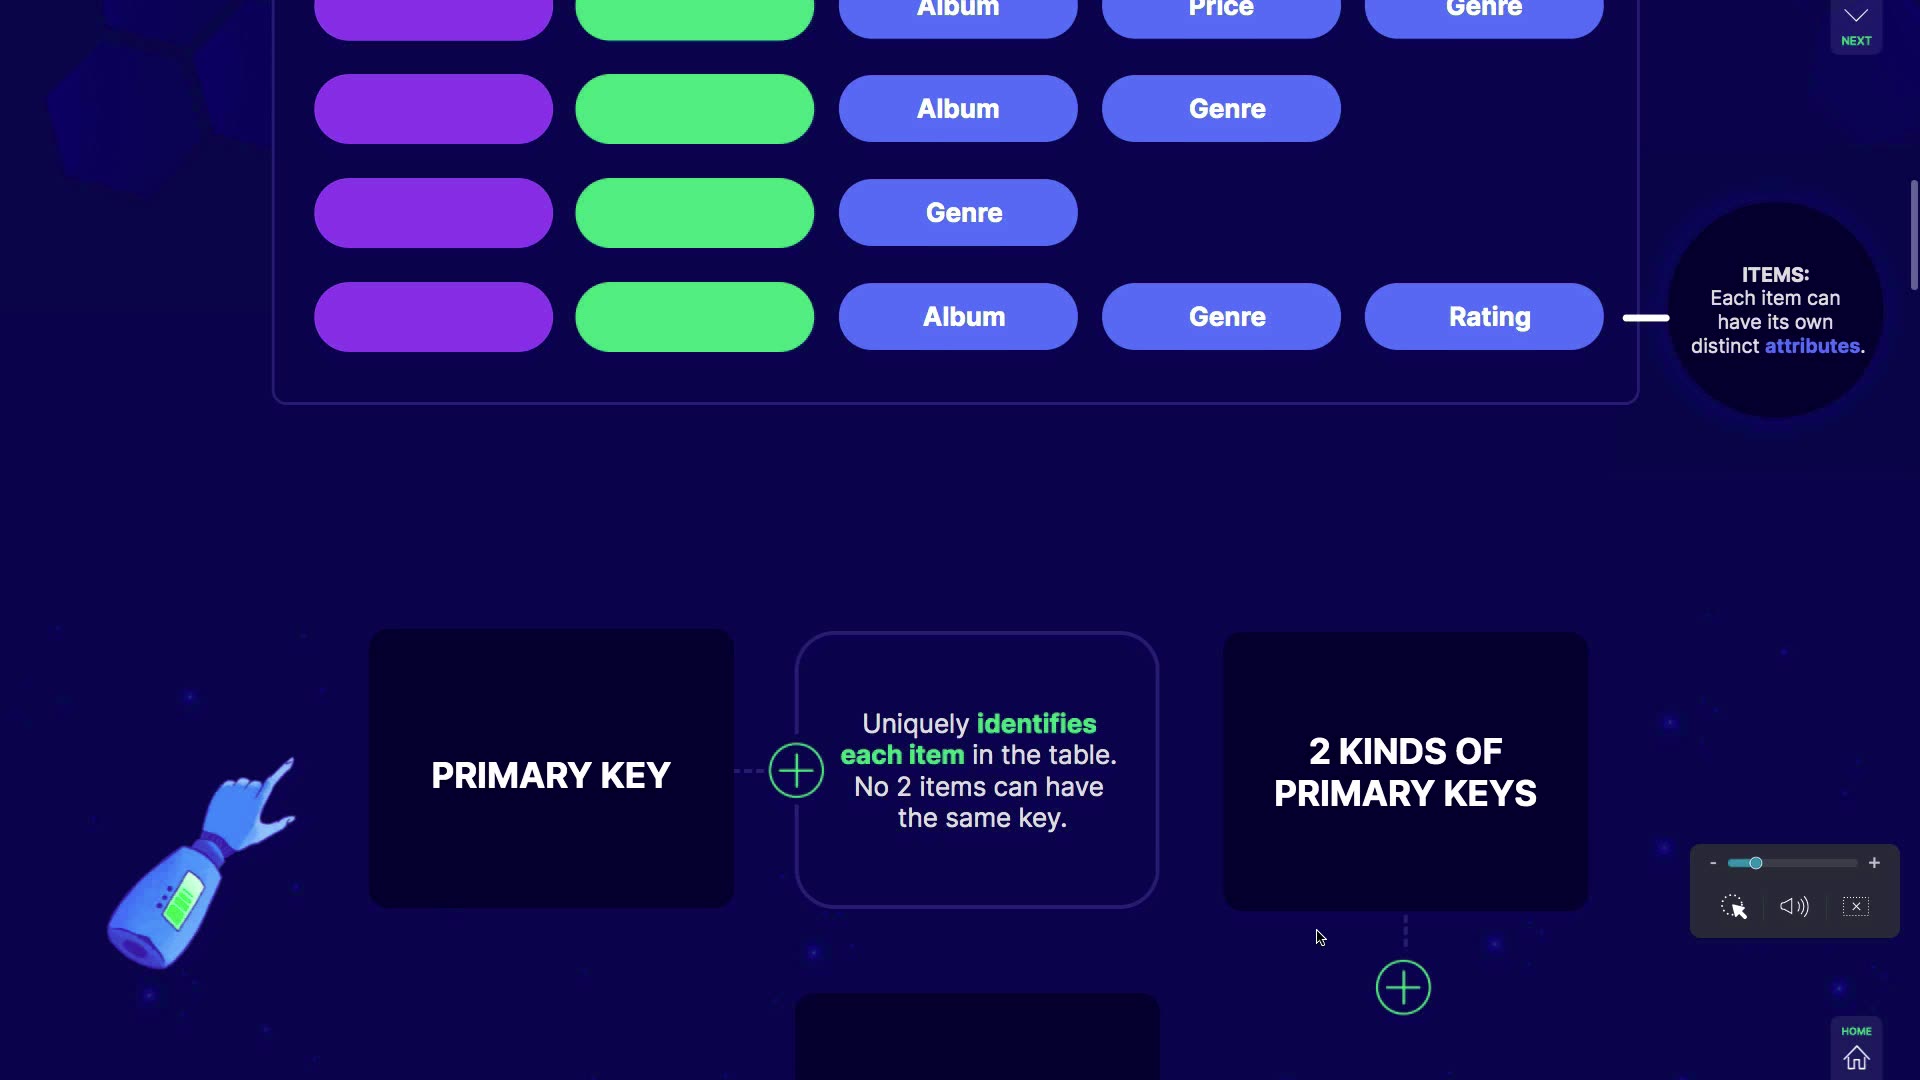 Album Price Genre
NEXT
Album Genre
Genre
Album Genre Rating
ITEMS:
Each item can
have its own
distinct attributes.
PRIMARY KEY
Uniquely identifies
each item in the table.
No 2 items can have
the same key.
2 KINDS OF
PRIMARY KEYS
- +
HOME